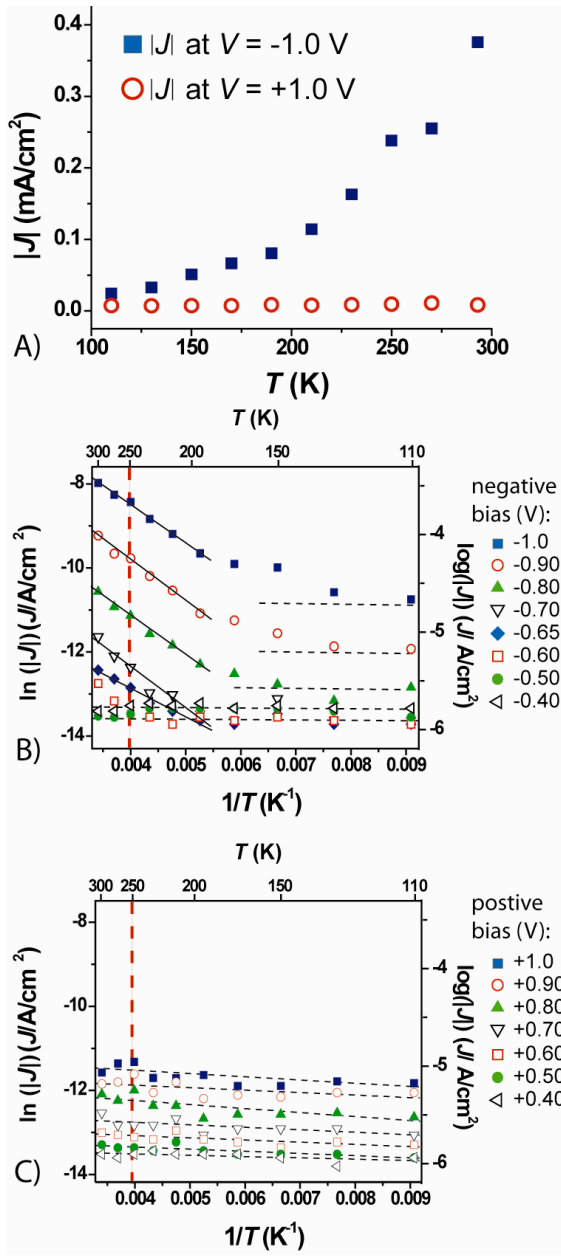 |J| at V = -1.0 V
|J| at V = +1.0 V
|J| (mA/cm²)
0.4
0.3
0.2
0.1
0.0
100 150 200 250 300
T (K)
A)
T (K)
300 250 200 150 110
ln (|J|) (J/A/cm²)
-8
-10
-12
-14
log(|J|) (J/ A/cm²)
-4
-5
-6
negative
bias (V):
-1.0
-0.90
-0.80
-0.70
-0.65
-0.60
-0.50
-0.40
0.004 0.005 0.006 0.007 0.008 0.009
1/T (K⁻¹)
B)
T (K)
300 250 200 150 110
ln (|J|) (J/A/cm²)
-8
-10
-12
-14
log(|J|) (J/ A/cm²)
-4
-5
-6
postive
bias (V):
+1.0
+0.90
+0.80
+0.70
+0.60
+0.50
+0.40
0.004 0.005 0.006 0.007 0.008 0.009
1/T (K⁻¹)
C)